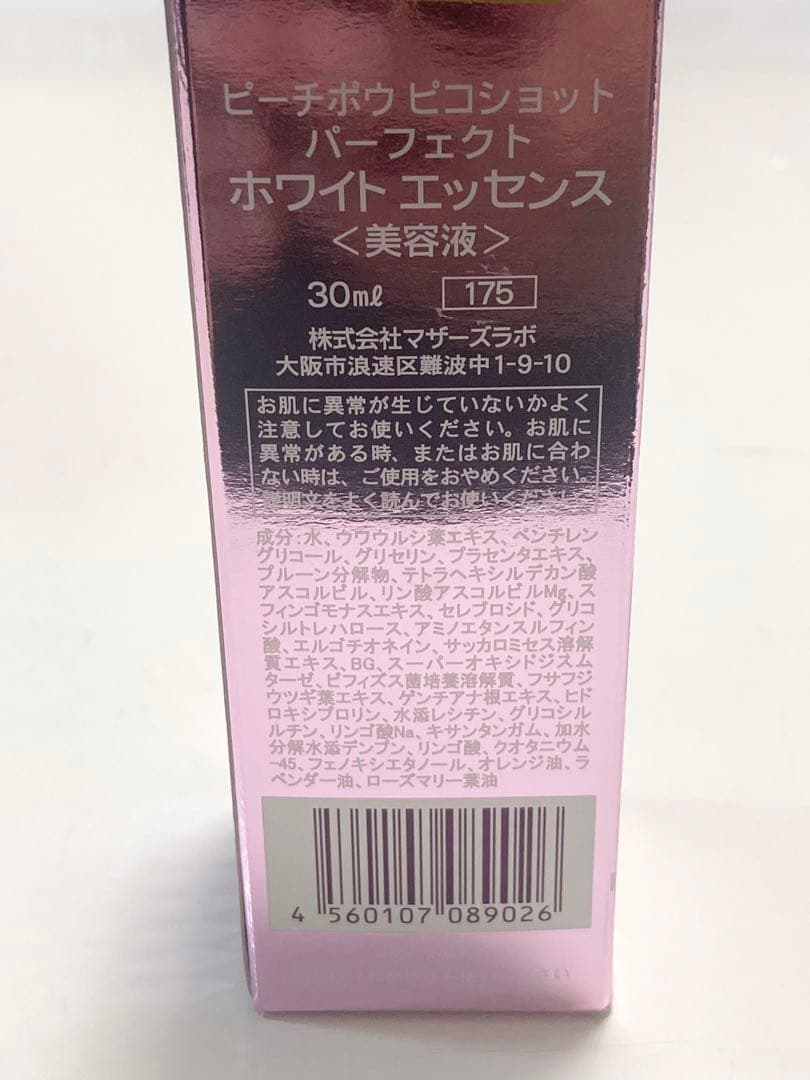 ピーチポウ ピコショット
パーフェクト
ホワイト エッセンス
＜美容液＞
30mℓ 175
株式会社マザーズラボ
大阪市浪速区難波中1-9-10
お肌に異常が生じていないかよく
注意してお使いください。お肌に
異常がある時、またはお肌に合わ
ない時は、ご使用をおやめください。
説明文をよく読んでお使いください。
成分：水、ウワウルシ葉エキス、ペンチレン
グリコール、グリセリン、プラセンタエキス、
プルーン分解物、テトラヘキシルデカン酸
アスコルビル、リン酸アスコルビルMg、ス
フィンゴモナスエキス、セレブロシド、グリコ
シルトレハロース、アミノエタンスルフィン
酸、エルゴチオネイン、サッカロミセス溶解
質エキス、BG、スーパーオキシドジスム
ターゼ、ビフィズス菌培養溶解質、フサフジ
ウツギ葉エキス、ゲンチアナ根エキス、ヒド
ロキシプロリン、水添レシチン、グリコシル
ルチン、リンゴ酸Na、キサンタンガム、加水
分解水添デンプン、リンゴ酸、クオタニウム
-45、フェノキシエタノール、オレンジ油、ラ
ベンダー油、ローズマリー葉油
4 560107 089026
さい